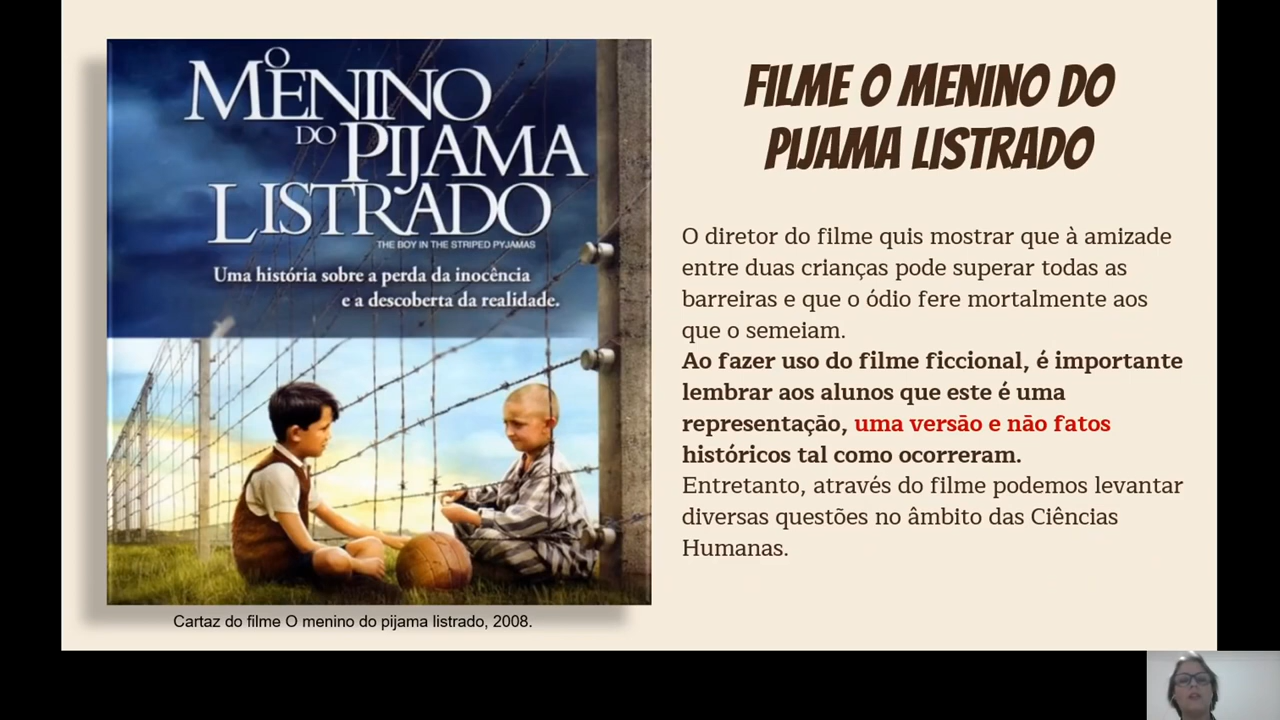 O
MENINO
DO PIJAMA
LISTRADO
THE BOY IN THE STRIPED PYJAMAS
Uma história sobre a perda da inocência
e a descoberta da realidade.
Cartaz do filme O menino do pijama listrado, 2008.
FILME O MENINO DO
PIJAMA LISTRADO
O diretor do filme quis mostrar que à amizade
entre duas crianças pode superar todas as
barreiras e que o ódio fere mortalmente aos
que o semeiam.
Ao fazer uso do filme ficcional, é importante
lembrar aos alunos que este é uma
representação, uma versão e não fatos
históricos tal como ocorreram.
Entretanto, através do filme podemos levantar
diversas questões no âmbito das Ciências
Humanas.